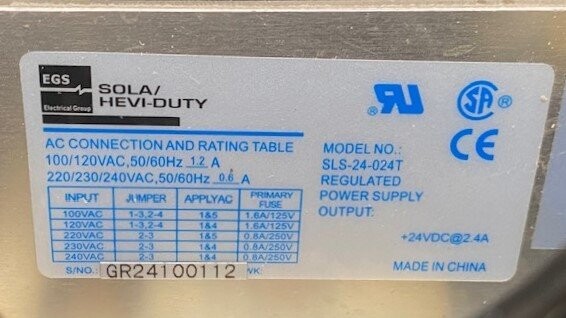 EGS
Electrical Group
SOLA/
HEVI-DUTY
AC CONNECTION AND RATING TABLE
100/120VAC,50/60Hz 1.2 A
220/230/240VAC,50/60Hz 0.6 A
INPUT JUMPER APPLYAC PRIMARY FUSE
100VAC 1-3,2-4 1&5 1.6A/125V
120VAC 1-3,2-4 1&4 1.6A/125V
220VAC 2-3 1&5 0.8A/250V
230VAC 2-3 1&4 0.8A/250V
240VAC 2-3 1&4 0.8A/250V
S/NO.: GR24100112 WK:
RU
SA
MODEL NO.:
SLS-24-024T
REGULATED
POWER SUPPLY
OUTPUT:
CE
+24VDC@2.4A
MADE IN CHINA